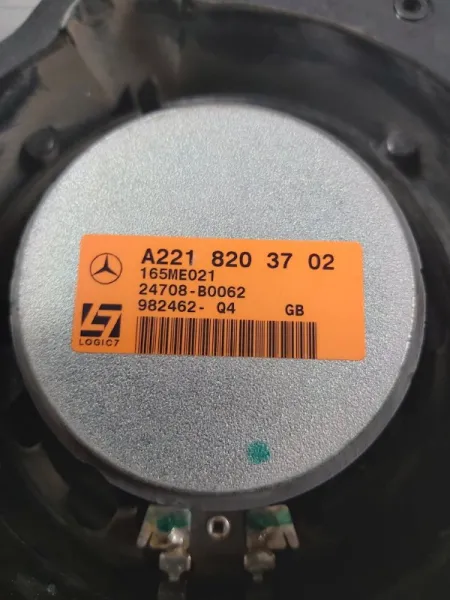 A221 820 37 02
165ME021
24708-B0062
982462- Q4 GB
LOGIC7